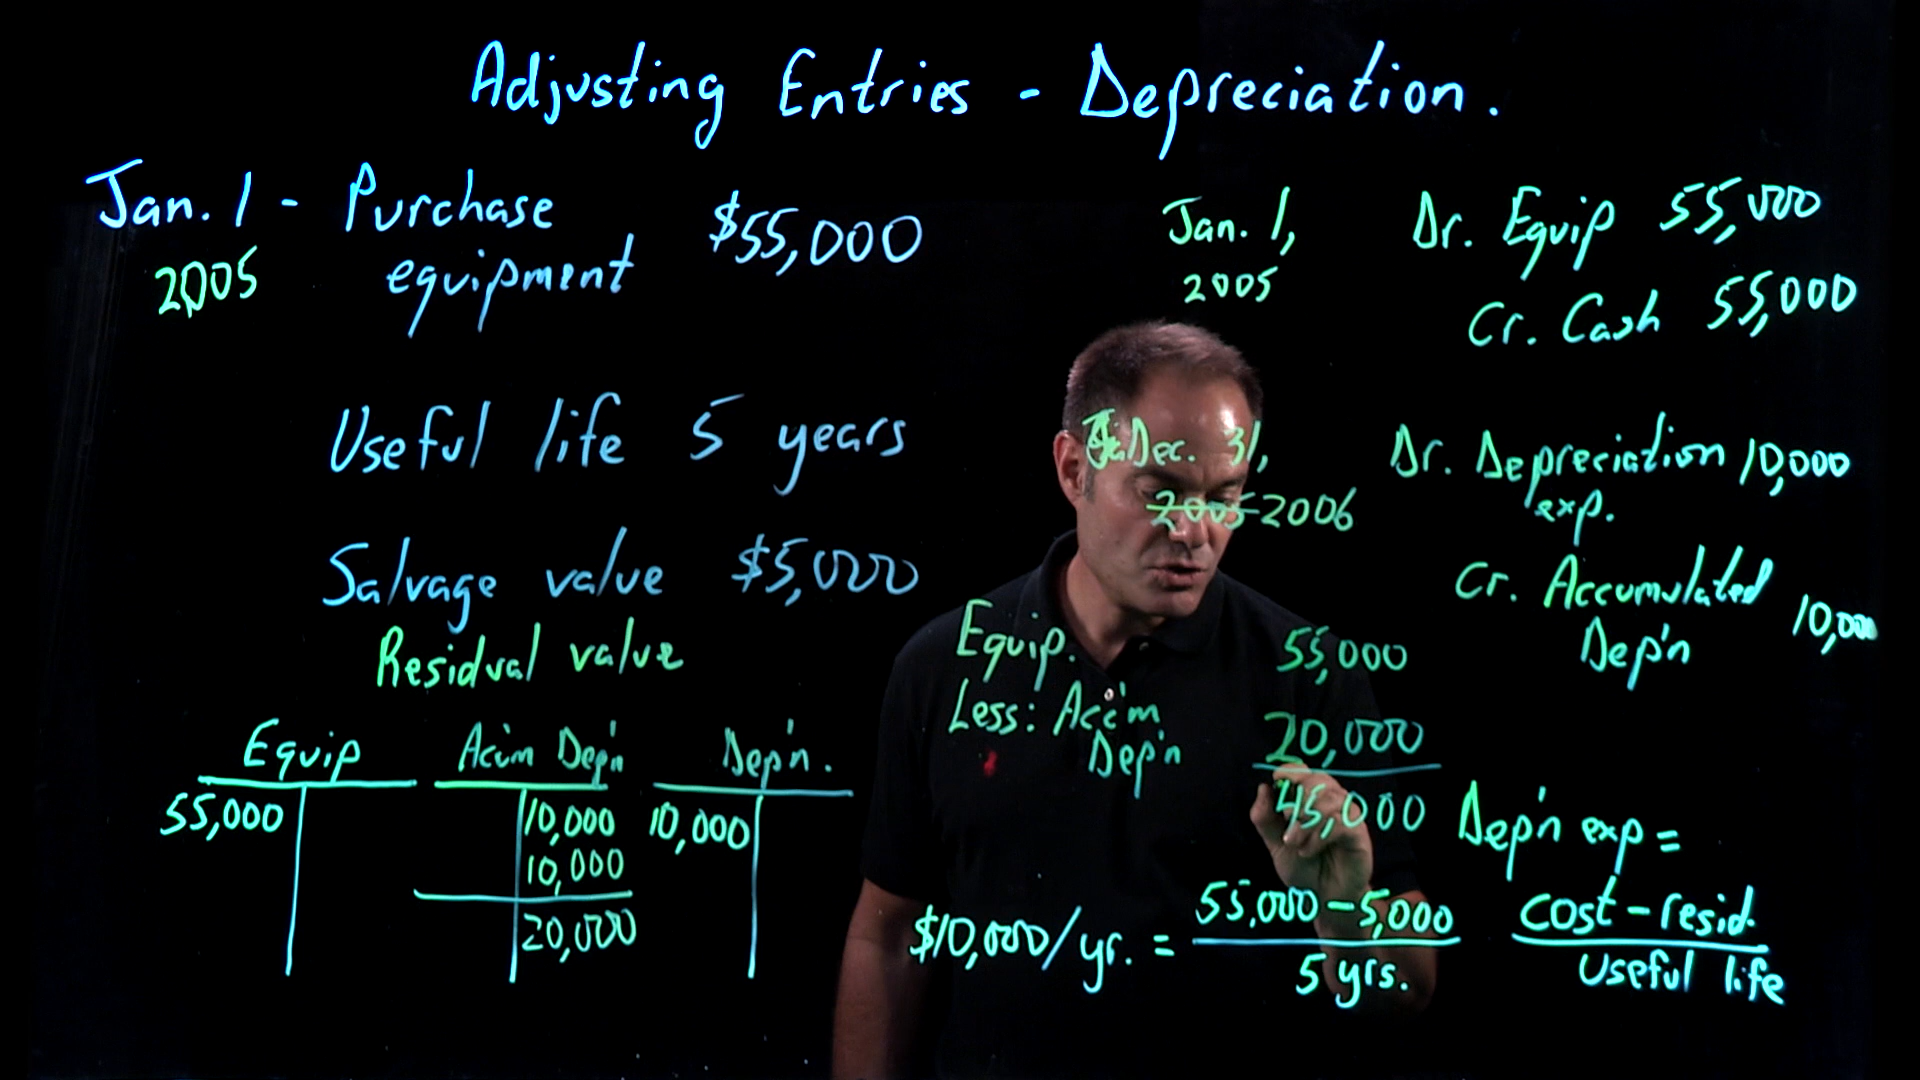 Adjusting Entries - Depreciation.
Jan. 1 - Purchase equipment $55,000
2005
Useful life 5 years
Salvage value $5,000
Residual value
Equip
55,000
Acc'm Dep'n
10,000
10,000
20,000
Dep'n.
10,000
Jan. 1,
2005
Dr. Equip 55,000
Cr. Cash 55,000
Dec. 31,
2005 2006
Dr. Depreciation 10,000
exp.
Cr. Accumulated
Dep'n 10,000
Equip. 55,000
Less: Acc'm
Dep'n 20,000
45,000
Dep'n exp =
cost - resid.
useful life
$10,000/yr. = 55,000 - 5,000
5 yrs.